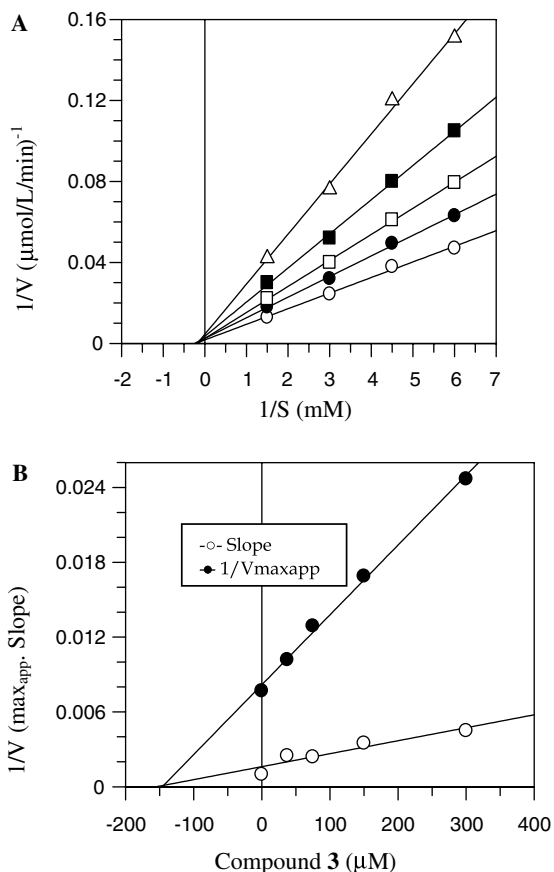 A
0.16
0.12
0.08
0.04
0
-2 -1 0 1 2 3 4 5 6 7
1/V (µmol/L/min)⁻¹
1/S (mM)
B
0.024
0.018
0.012
0.006
0
-200 -100 0 100 200 300 400
1/V (maxapp. Slope)
-○- Slope
-●- 1/Vmaxapp
Compound 3 (µM)